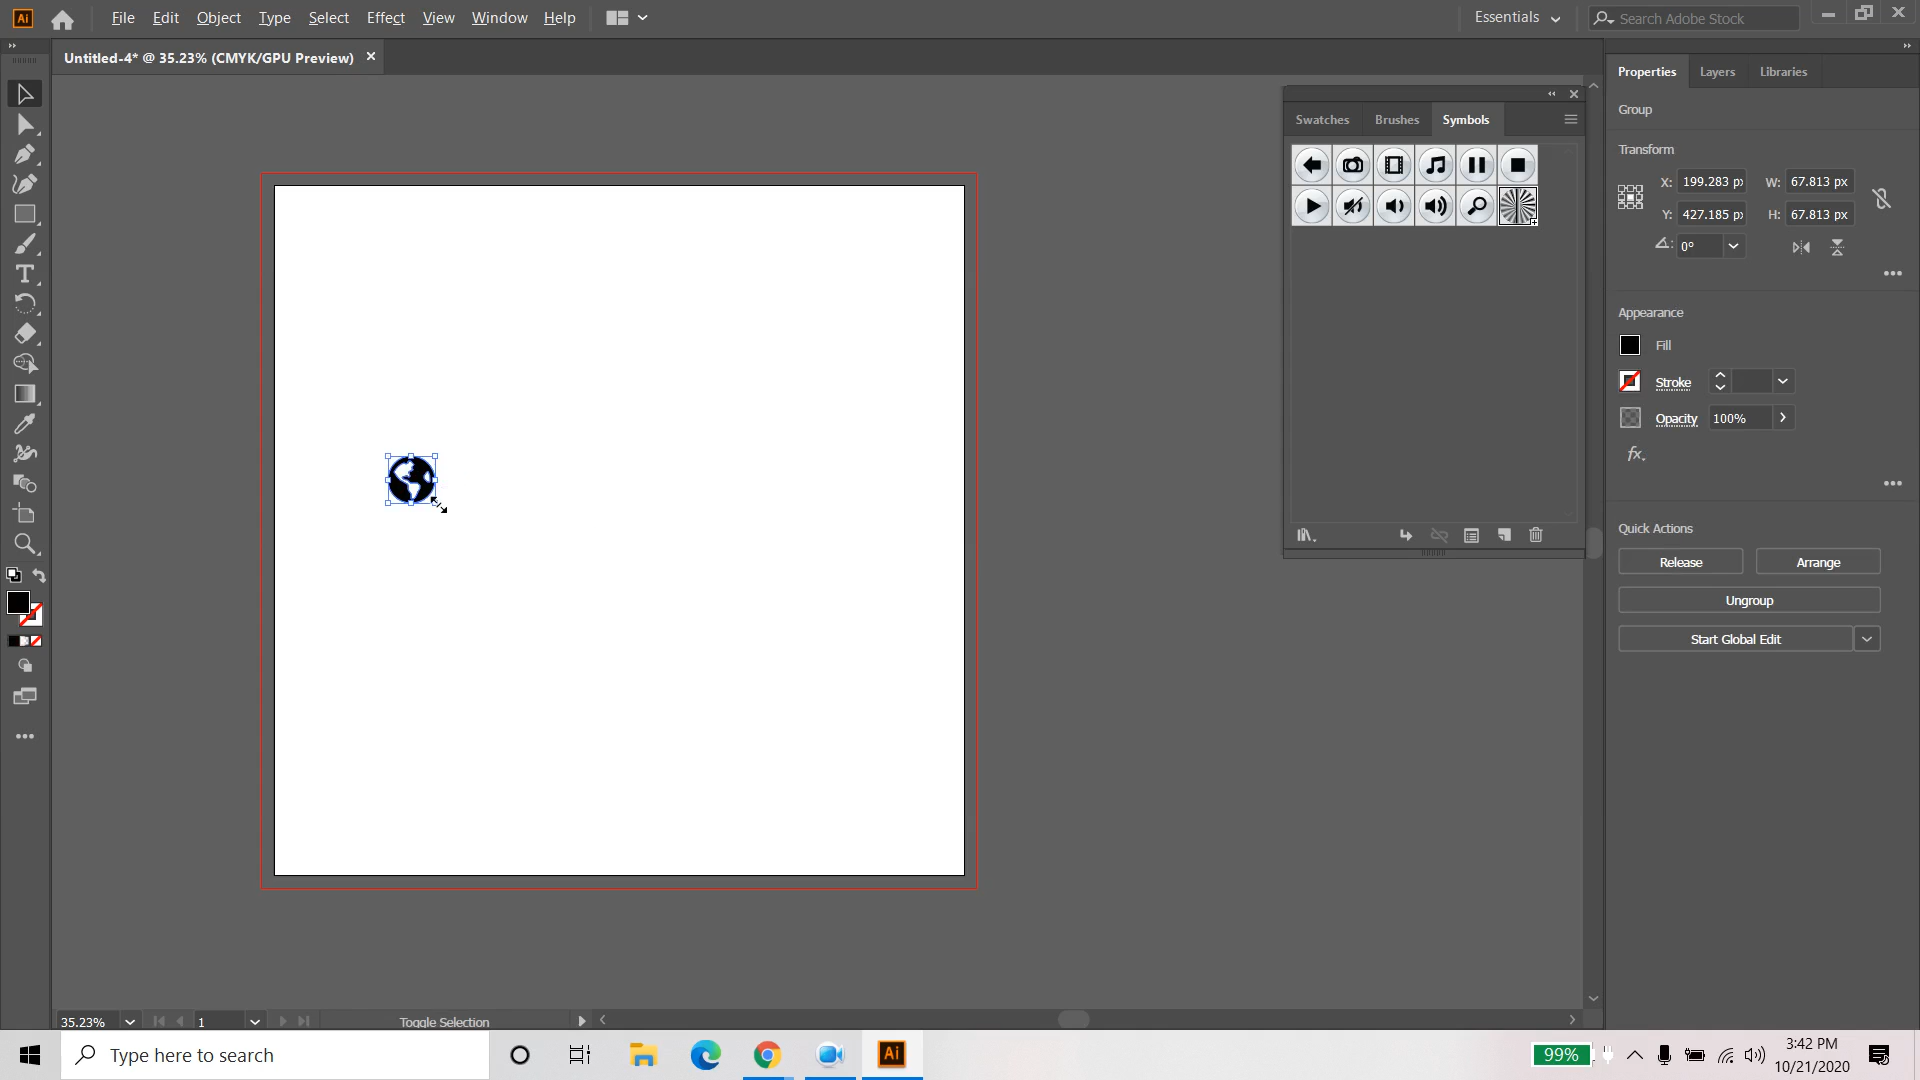 Ai File Edit Object Type Select Effect View Window Help Essentials Search Adobe Stock
Untitled-4* @ 35.23% (CMYK/GPU Preview)
Properties Layers Libraries
Swatches Brushes Symbols
Group
Transform
X: 199.283 px W: 67.813 px
Y: 427.185 px H: 67.813 px
0°
Appearance
Fill
Stroke
Opacity 100%
fx
Quick Actions
Release Arrange
Ungroup
Start Global Edit
35.23% 1 Toggle Selection
Type here to search
Ai
99%
3:42 PM
10/21/2020